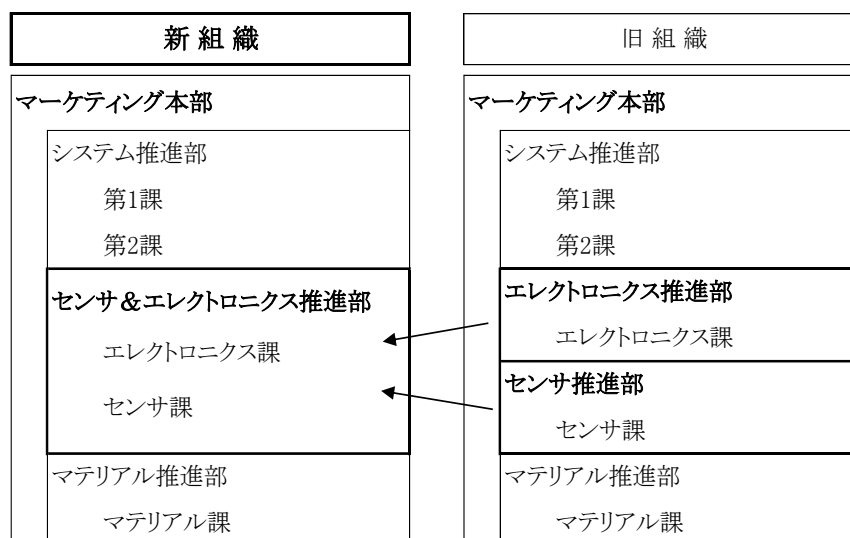 新 組 織
マーケティング本部
システム推進部
第1課
第2課
センサ＆エレクトロニクス推進部
エレクトロニクス課
センサ課
マテリアル推進部
マテリアル課
旧 組 織
マーケティング本部
システム推進部
第1課
第2課
エレクトロニクス推進部
エレクトロニクス課
センサ推進部
センサ課
マテリアル推進部
マテリアル課